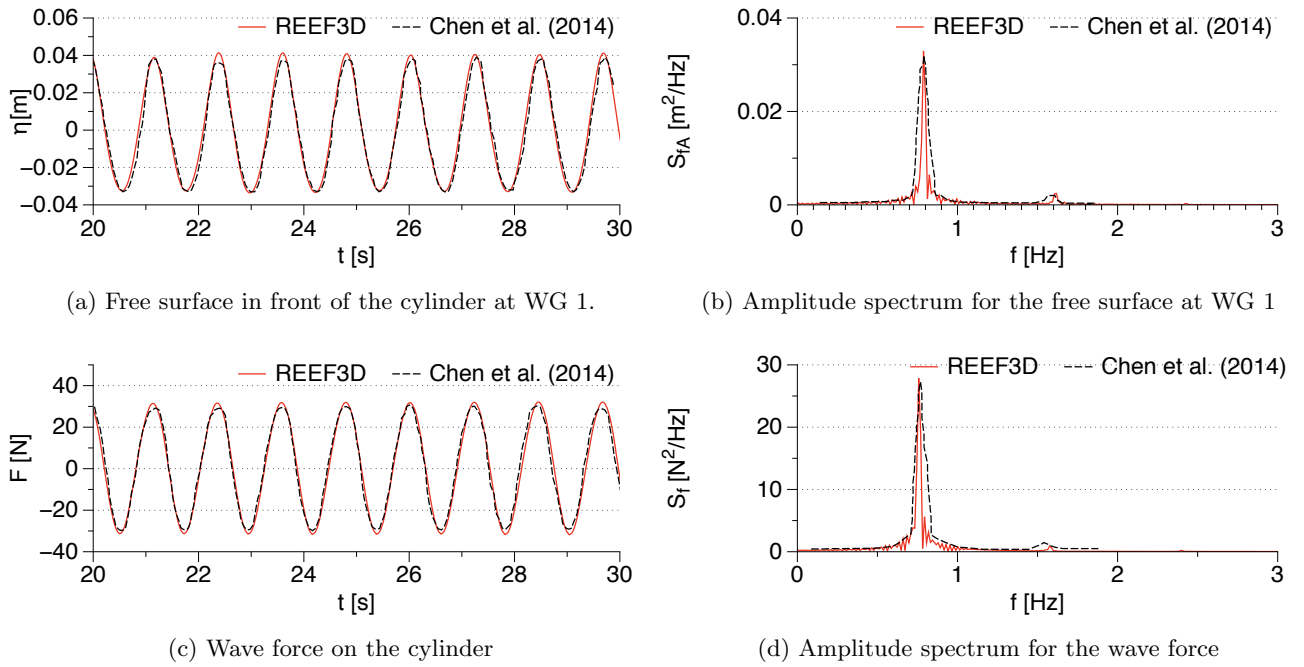 REEF3D Chen et al. (2014)
0.06
0.04
0.02
0
−0.02
−0.04
η[m]
20 22 24 26 28 30
t [s]
(a) Free surface in front of the cylinder at WG 1.
REEF3D Chen et al. (2014)
0.04
0.02
0
SfA [m2/Hz]
0 1 2 3
f [Hz]
(b) Amplitude spectrum for the free surface at WG 1
REEF3D Chen et al. (2014)
40
20
0
−20
−40
F [N]
20 22 24 26 28 30
t [s]
(c) Wave force on the cylinder
REEF3D Chen et al. (2014)
30
20
10
0
Sf [N2/Hz]
0 1 2 3
f [Hz]
(d) Amplitude spectrum for the wave force